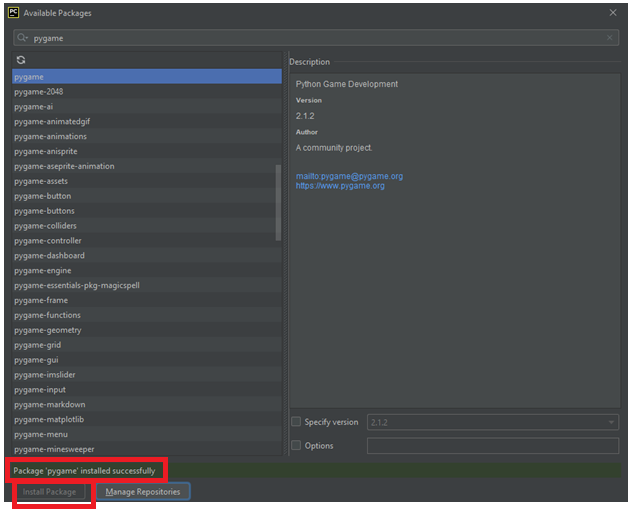 PC Available Packages
pygame
pygame
pygame-2048
pygame-ai
pygame-animatedgif
pygame-animations
pygame-anisprite
pygame-aseprite-animation
pygame-assets
pygame-button
pygame-buttons
pygame-colliders
pygame-controller
pygame-dashboard
pygame-engine
pygame-essentials-pkg-magicspell
pygame-frame
pygame-functions
pygame-geometry
pygame-grid
pygame-gui
pygame-imslider
pygame-input
pygame-markdown
pygame-matplotlib
pygame-menu
pygame-minesweeper
Description
Python Game Development
Version
2.1.2
Author
A community project.
mailto:pygame@pygame.org
https://www.pygame.org
Specify version 2.1.2
Options
Package 'pygame' installed successfully
Install Package Manage Repositories